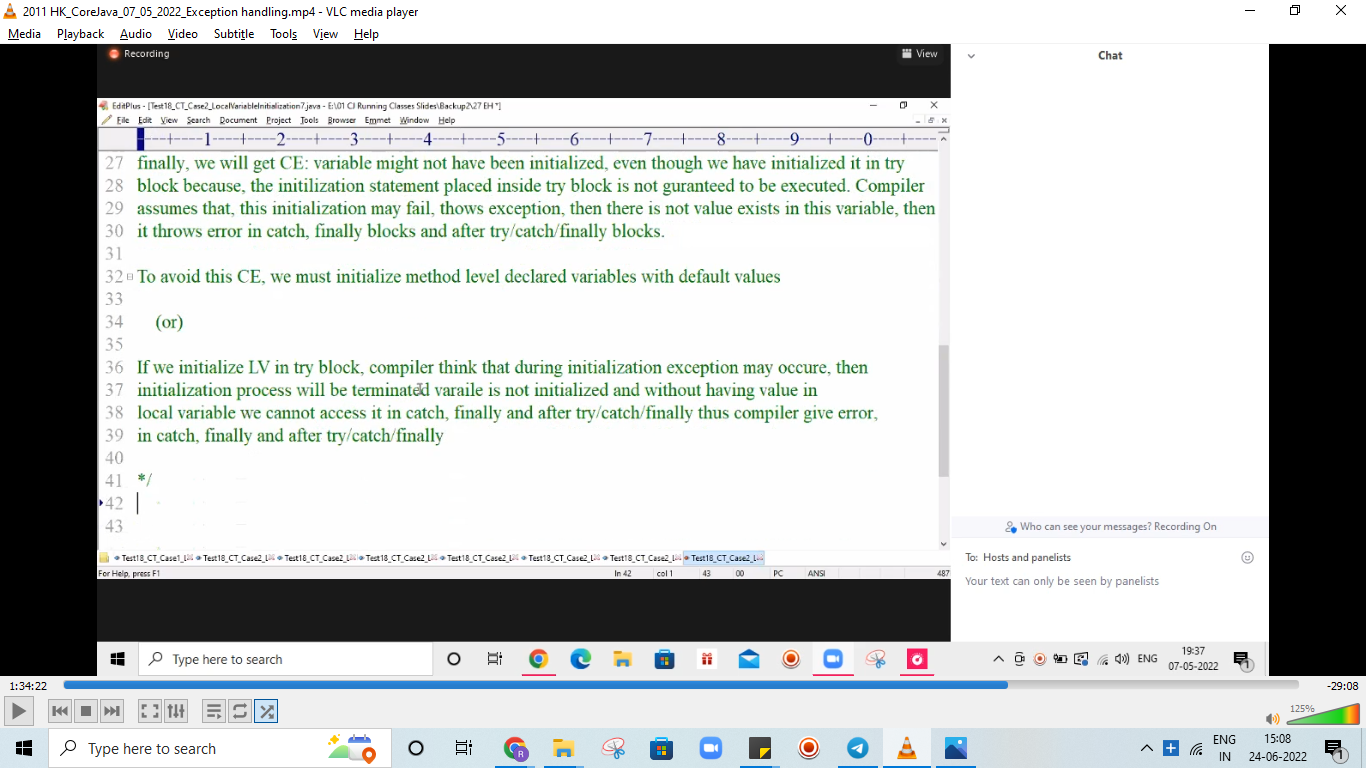 2011 HK_CoreJava_07_05_2022_Exception handling.mp4 - VLC media player
Media Playback Audio Video Subtitle Tools View Help
Recording
View
Chat
EditPlus - [Test18_CT_Case2_LocalVariableInitialization7.java - E:\01 CJ Running Classes Slides\Backup2\27 EH *]
File Edit View Search Document Project Tools Browser Emmet Window Help
----+----1----+----2----+----3----+----4----+----5----+----6----+----7----+----8----+----9----+----0----+----
27 finally, we will get CE: variable might not have been initialized, even though we have initialized it in try
28 block because, the initilization statement placed inside try block is not guranteed to be executed. Compiler
29 assumes that, this initialization may fail, thows exception, then there is not value exists in this variable, then
30 it throws error in catch, finally blocks and after try/catch/finally blocks.
31
32 To avoid this CE, we must initialize method level declared variables with default values
33
34 (or)
35
36 If we initialize LV in try block, compiler think that during initialization exception may occure, then
37 initialization process will be terminated varaile is not initialized and without having value in
38 local variable we cannot access it in catch, finally and after try/catch/finally thus compiler give error,
39 in catch, finally and after try/catch/finally
40
41 */
42
43
Test18_CT_Case1_L Test18_CT_Case2_L Test18_CT_Case2_L Test18_CT_Case2_L Test18_CT_Case2_L Test18_CT_Case2_L Test18_CT_Case2_L Test18_CT_Case2_L
For Help, press F1 ln 42 col 1 43 00 PC ANSI 487
Who can see your messages? Recording On
To: Hosts and panelists
Your text can only be seen by panelists
Type here to search
ENG
19:37
07-05-2022
1
1:34:22
-29:08
125%
Type here to search
ENG
IN
15:08
24-06-2022
1